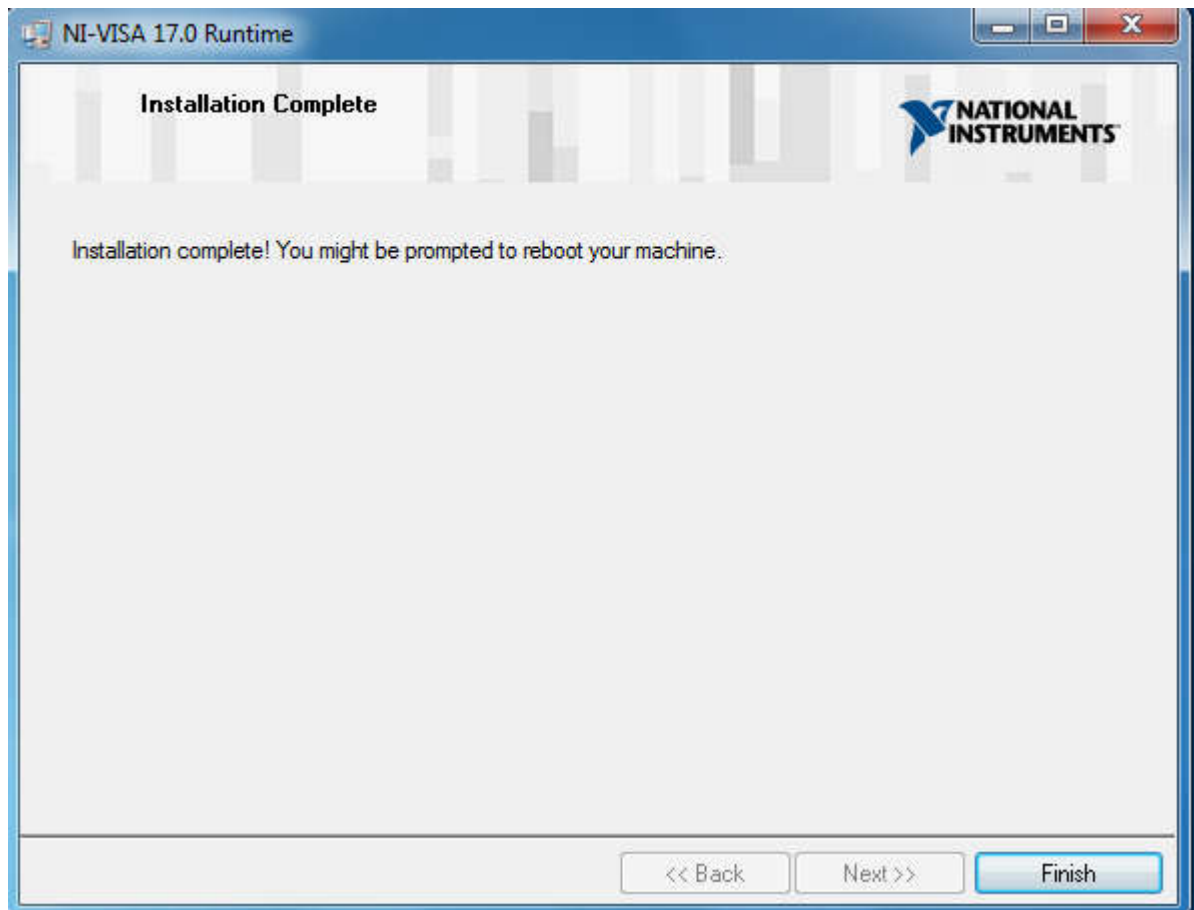 NI-VISA 17.0 Runtime
Installation Complete
NATIONAL
INSTRUMENTS
Installation complete! You might be prompted to reboot your machine.
<< Back
Next >>
Finish